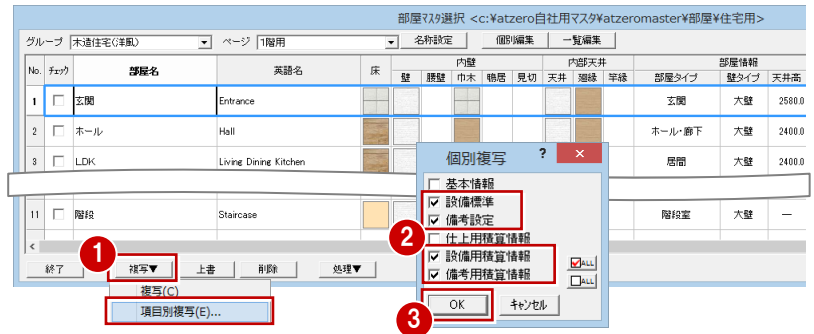 部屋ﾏｽﾀ選択 <c:¥atzero自社用マスタ¥atzeromaster¥部屋¥住宅用>
グループ 木造住宅(洋風) ページ 1階用 名称設定 個別編集 一覧編集
内壁 内部天井 部屋情報
No. ﾁｪｯｸ 部屋名 英語名 床 壁 腰壁 巾木 鴨居 見切 天井 廻縁 竿縁 部屋タイプ 壁タイプ 天井高
1 玄関 Entrance 玄関 大壁 2580.0
2 ホール Hall ホール・廊下 大壁 2400.0
3 LDK Living Dining Kitchen 居間 大壁 2400.0
11 階段 Staircase 階段室 大壁 —
終了 複写▼ 上書 削除 処理▼
複写(C)
項目別複写(E)...
1
個別複写 ? ×
基本情報
設備標準
備考設定
仕上用積算情報
設備用積算情報
備考用積算情報
ALL
ALL
2
OK ｷｬﾝｾﾙ
3